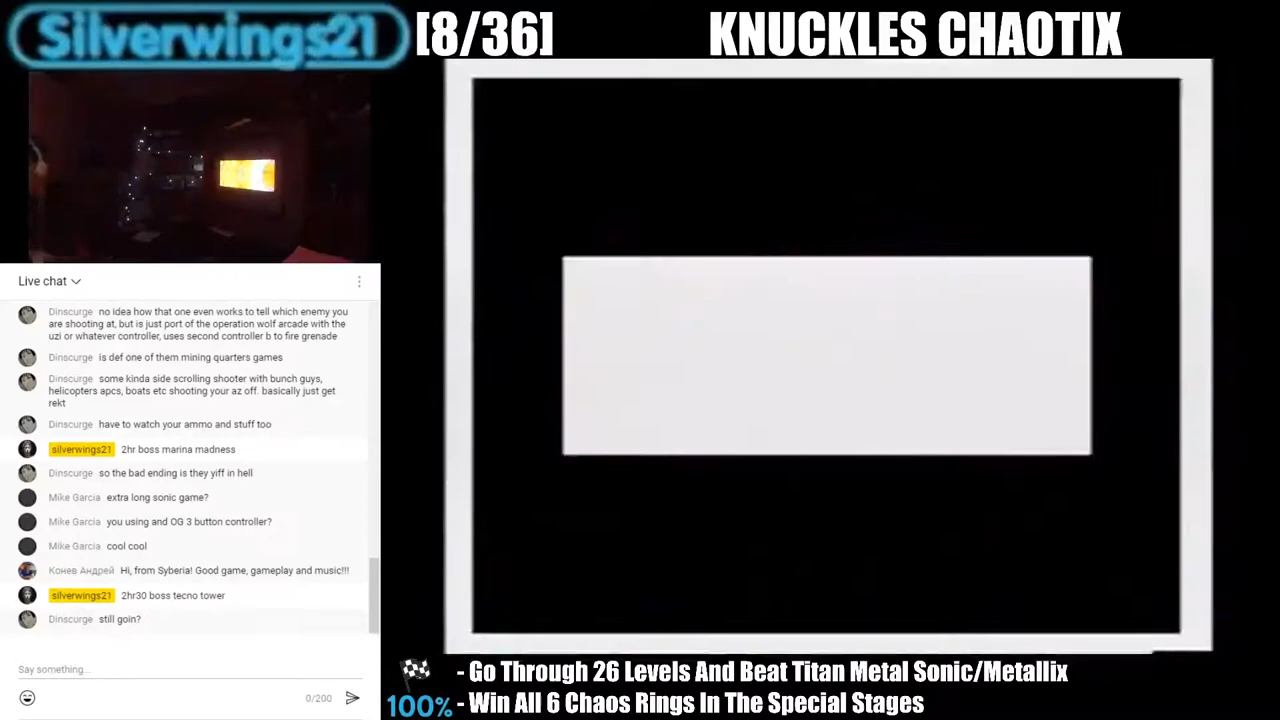 Silverwings21 [8/36] KNUCKLES CHAOTIX
Live chat
Dinscurge no idea how that one even works to tell which enemy you
are shooting at, but is just port of the operation wolf arcade with the
uzi or whatever controller, uses second controller b to fire grenade
Dinscurge is def one of them mining quarters games
Dinscurge some kinda side scrolling shooter with bunch guys,
helicopters apcs, boats etc shooting your az off. basically just get
rekt
Dinscurge have to watch your ammo and stuff too
silverwings21 2hr boss marina madness
Dinscurge so the bad ending is they yiff in hell
Mike Garcia extra long sonic game?
Mike Garcia you using and OG 3 button controller?
Mike Garcia cool cool
Конев Андрей Hi, from Syberia! Good game, gameplay and music!!!
silverwings21 2hr30 boss tecno tower
Dinscurge still goin?
Say something...
0/200
- Go Through 26 Levels And Beat Titan Metal Sonic/Metallix
100% - Win All 6 Chaos Rings In The Special Stages